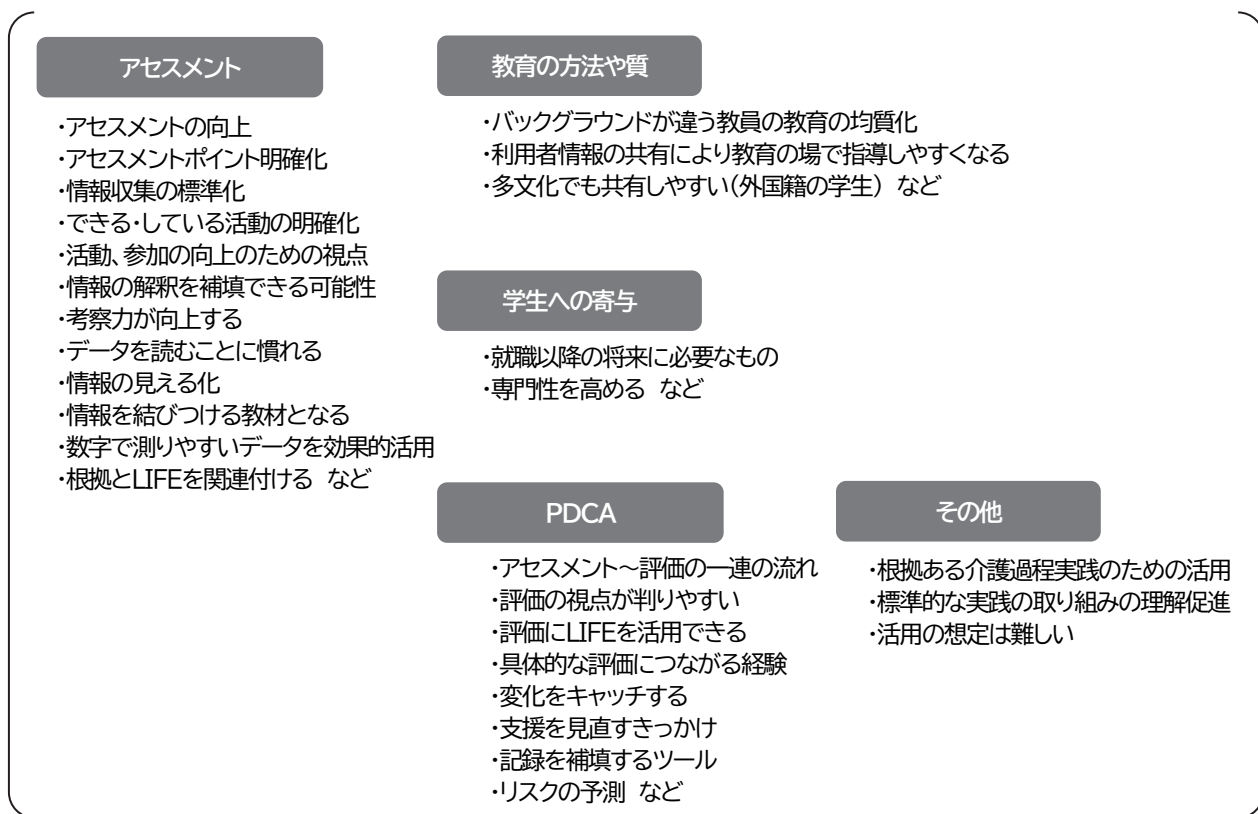 アセスメント
・アセスメントの向上
・アセスメントポイント明確化
・情報収集の標準化
・できる・している活動の明確化
・活動、参加の向上のための視点
・情報の解釈を補填できる可能性
・考察力が向上する
・データを読むことに慣れる
・情報の見える化
・情報を結びつける教材となる
・数字で測りやすいデータを効果的活用
・根拠とLIFEを関連付ける など
教育の方法や質
・バックグラウンドが違う教員の教育の均質化
・利用者情報の共有により教育の場で指導しやすくなる
・多文化でも共有しやすい(外国籍の学生) など
学生への寄与
・就職以降の将来に必要なもの
・専門性を高める など
PDCA
・アセスメント～評価の一連の流れ
・評価の視点が判りやすい
・評価にLIFEを活用できる
・具体的な評価につながる経験
・変化をキャッチする
・支援を見直すきっかけ
・記録を補填するツール
・リスクの予測 など
その他
・根拠ある介護過程実践のための活用
・標準的な実践の取り組みの理解促進
・活用の想定は難しい